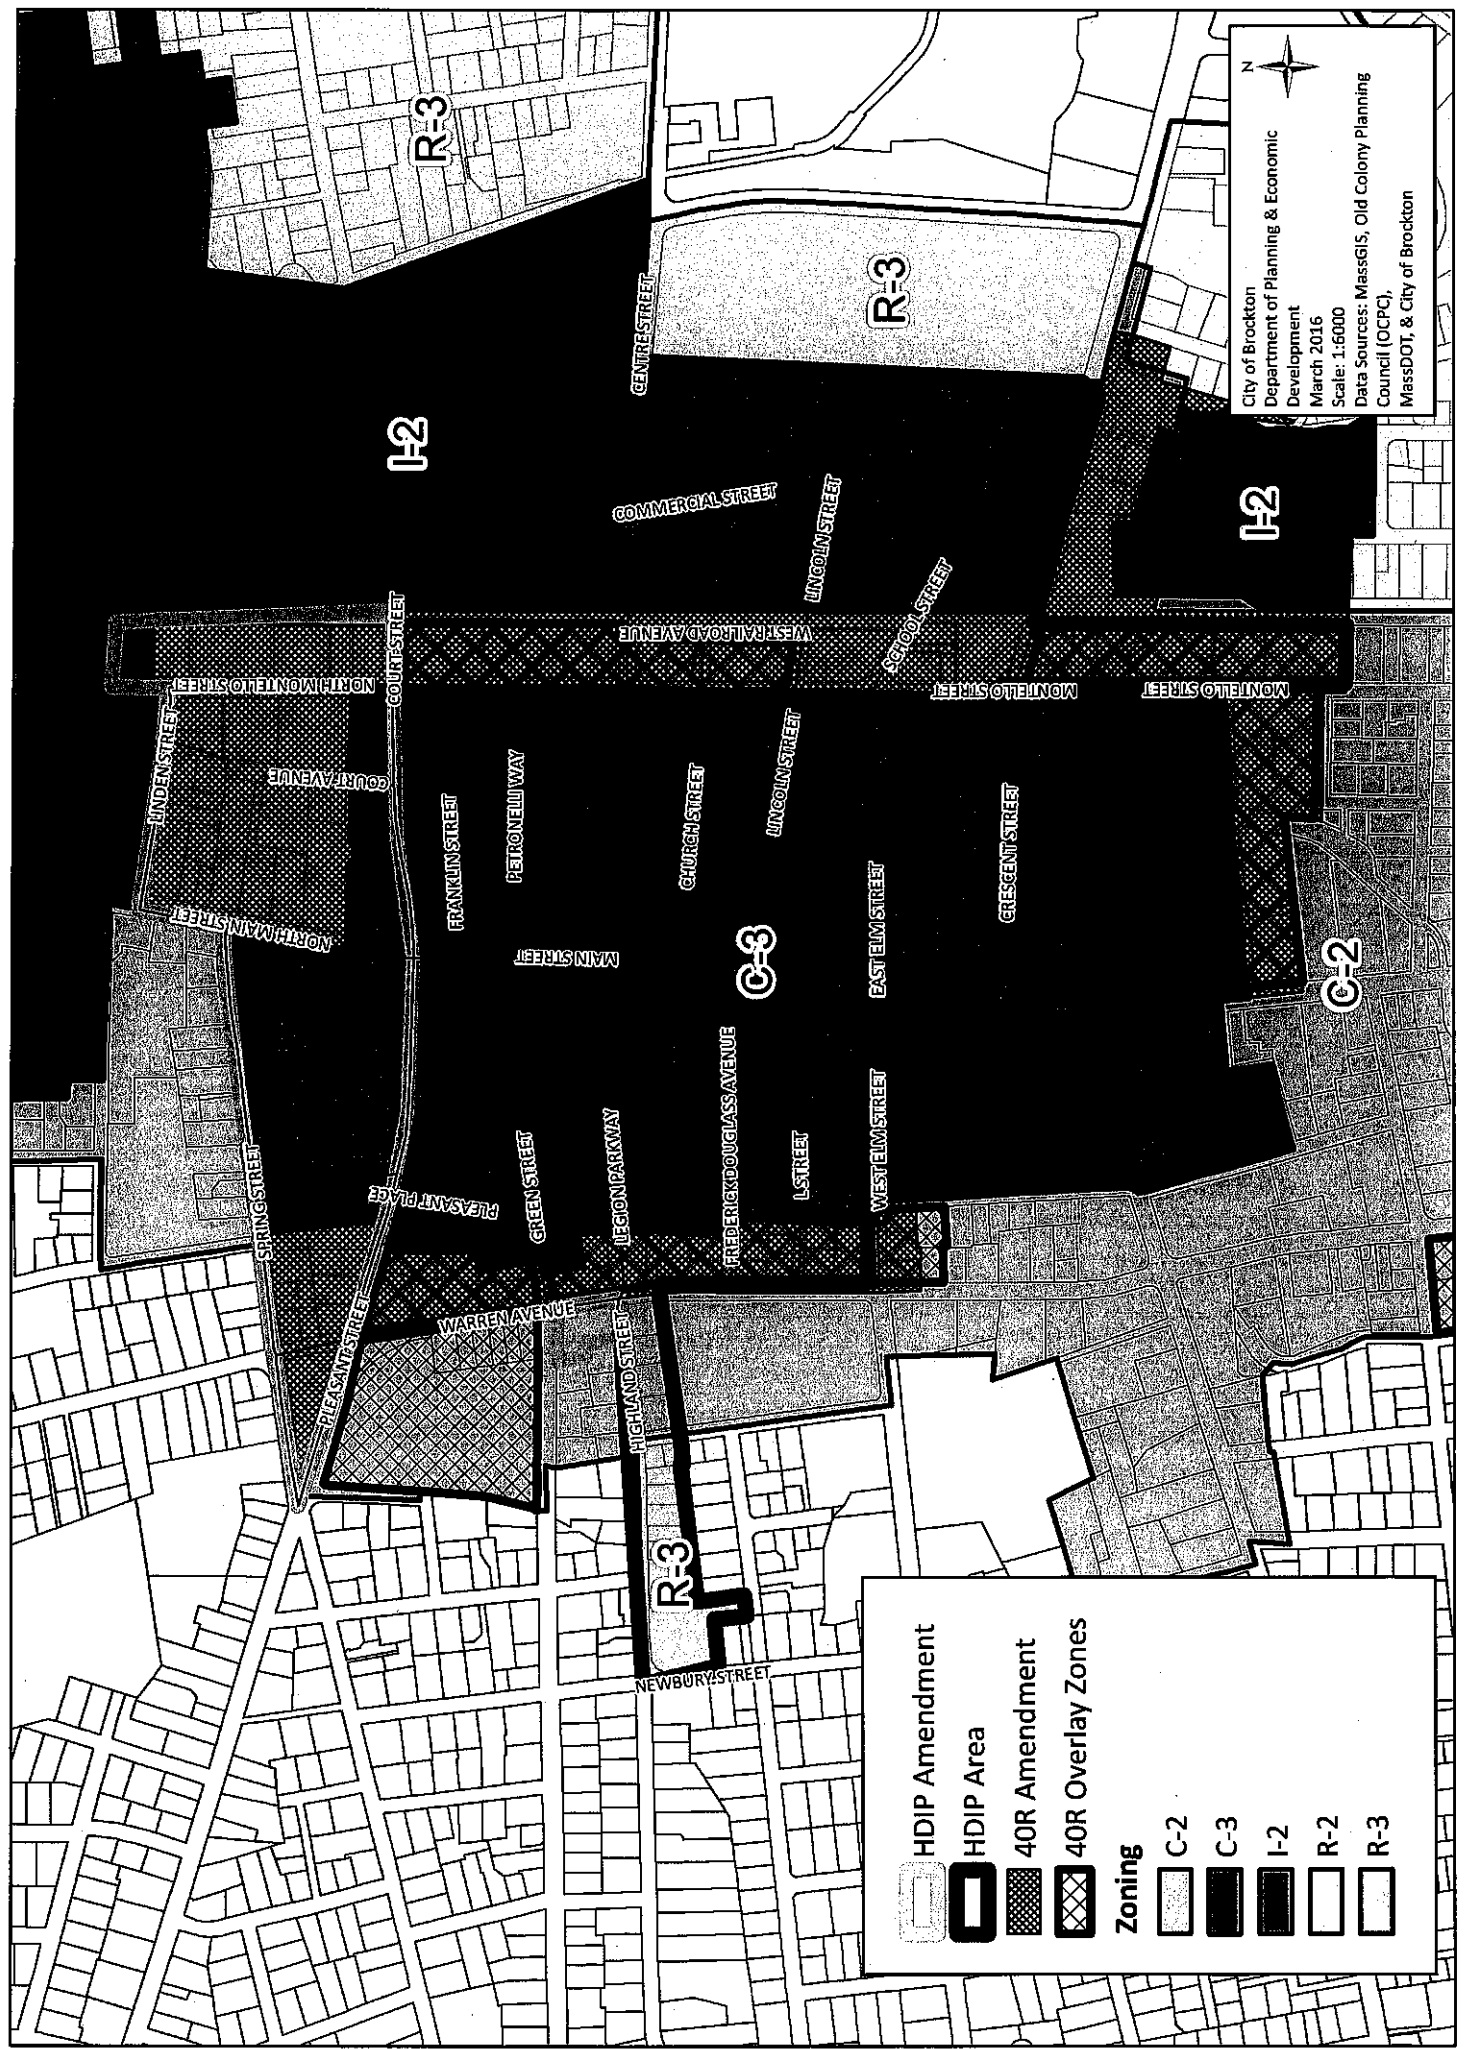 R-3
R-3
I-2
I-2
C-3
C-2
R-3
CENTRE STREET
COMMERCIAL STREET
LINCOLN STREET
SCHOOL STREET
WEST RAILROAD AVENUE
COURT STREET
NORTH MONTELLO STREET
MONTELLO STREET
MONTELLO STREET
MONTELLO STREET
LINDEN STREET
COURT AVENUE
FRANKLIN STREET
PETRONELLI WAY
CHURCH STREET
LINCOLN STREET
EAST ELM STREET
CRESCENT STREET
NORTH MAIN STREET
MAIN STREET
SPRING STREET
PLEASANT PLACE
GREEN STREET
LEGION PARKWAY
FREDERICK DOUGLASS AVENUE
L STREET
WEST ELM STREET
PLEASANT STREET
WARREN AVENUE
HIGHLAND STREET
NEWBURY STREET
HDIP Amendment
HDIP Area
40R Amendment
40R Overlay Zones
Zoning
C-2
C-3
I-2
R-2
R-3
N
City of Brockton
Department of Planning & Economic
Development
March 2016
Scale: 1:6000
Data Sources: MassGIS, Old Colony Planning
Council (OCPC),
MassDOT, & City of Brockton